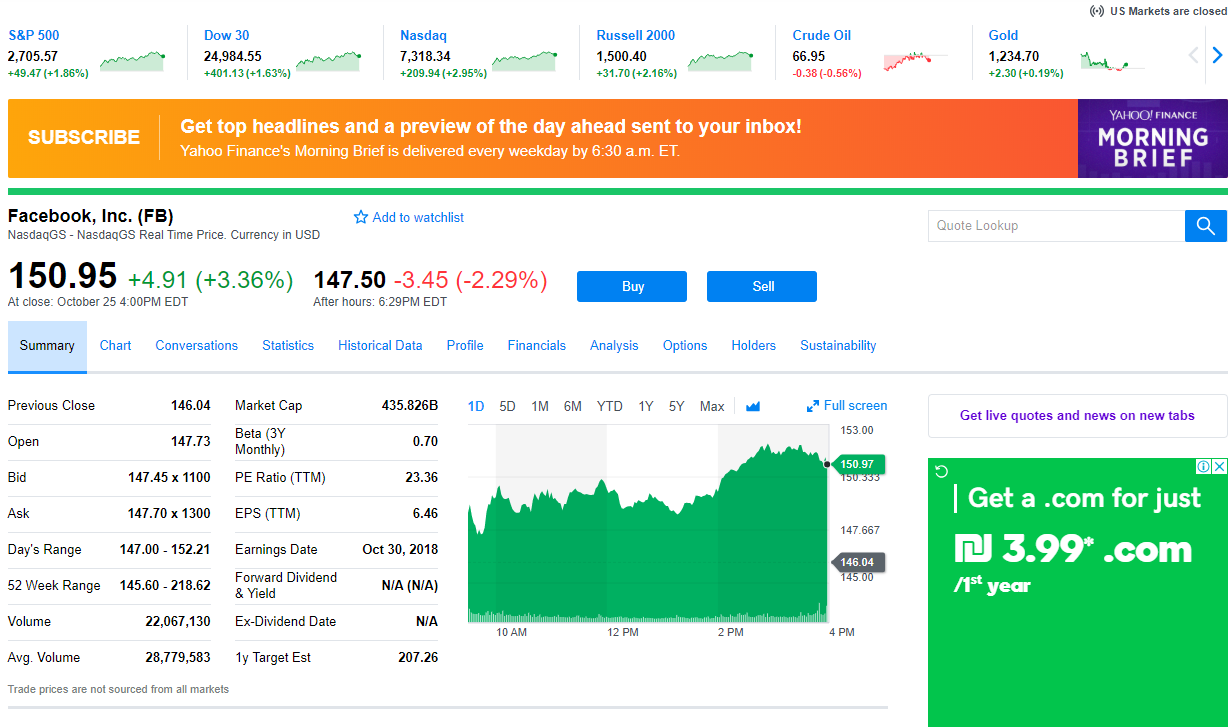 US Markets are closed
S&P 500
2,705.57
+49.47 (+1.86%)
Dow 30
24,984.55
+401.13 (+1.63%)
Nasdaq
7,318.34
+209.94 (+2.95%)
Russell 2000
1,500.40
+31.70 (+2.16%)
Crude Oil
66.95
-0.38 (-0.56%)
Gold
1,234.70
+2.30 (+0.19%)
SUBSCRIBE
Get top headlines and a preview of the day ahead sent to your inbox!
Yahoo Finance's Morning Brief is delivered every weekday by 6:30 a.m. ET.
YAHOO! FINANCE
MORNING
BRIEF
Facebook, Inc. (FB)
Add to watchlist
NasdaqGS - NasdaqGS Real Time Price. Currency in USD
Quote Lookup
150.95 +4.91 (+3.36%)
At close: October 25 4:00PM EDT
147.50 -3.45 (-2.29%)
After hours: 6:29PM EDT
Buy
Sell
Summary Chart Conversations Statistics Historical Data Profile Financials Analysis Options Holders Sustainability
Previous Close 146.04
Open 147.73
Bid 147.45 x 1100
Ask 147.70 x 1300
Day's Range 147.00 - 152.21
52 Week Range 145.60 - 218.62
Volume 22,067,130
Avg. Volume 28,779,583
Market Cap 435.826B
Beta (3Y
Monthly) 0.70
PE Ratio (TTM) 23.36
EPS (TTM) 6.46
Earnings Date Oct 30, 2018
Forward Dividend
& Yield N/A (N/A)
Ex-Dividend Date N/A
1y Target Est 207.26
Trade prices are not sourced from all markets
1D 5D 1M 6M YTD 1Y 5Y Max
Full screen
153.00
150.97
150.333
147.667
146.04
145.00
10 AM 12 PM 2 PM 4 PM
Get live quotes and news on new tabs
Get a .com for just
₪ 3.99* .com
/1st year